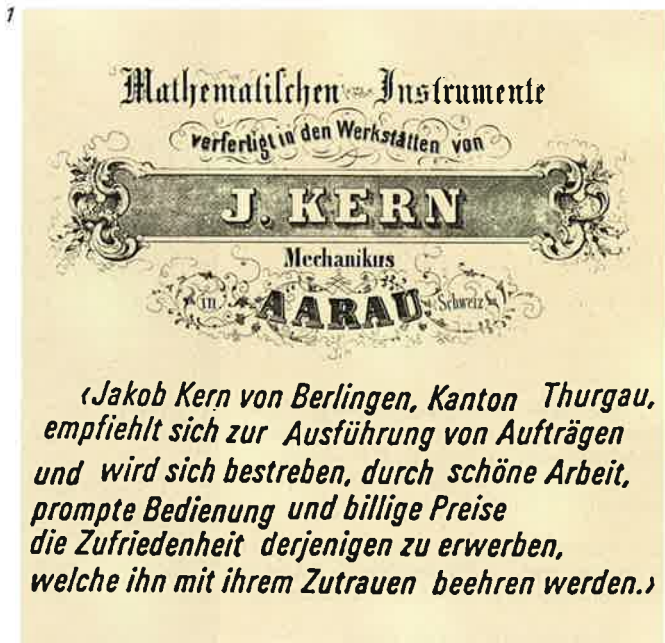 1
Mathematischen Instrumente
verfertigt in den Werkstätten von
J. KERN
Mechanikus
in AARAU. Schweiz
‹Jakob Kern von Berlingen, Kanton Thurgau,
empfiehlt sich zur Ausführung von Aufträgen
und wird sich bestreben, durch schöne Arbeit,
prompte Bedienung und billige Preise
die Zufriedenheit derjenigen zu erwerben,
welche ihn mit ihrem Zutrauen beehren werden.›